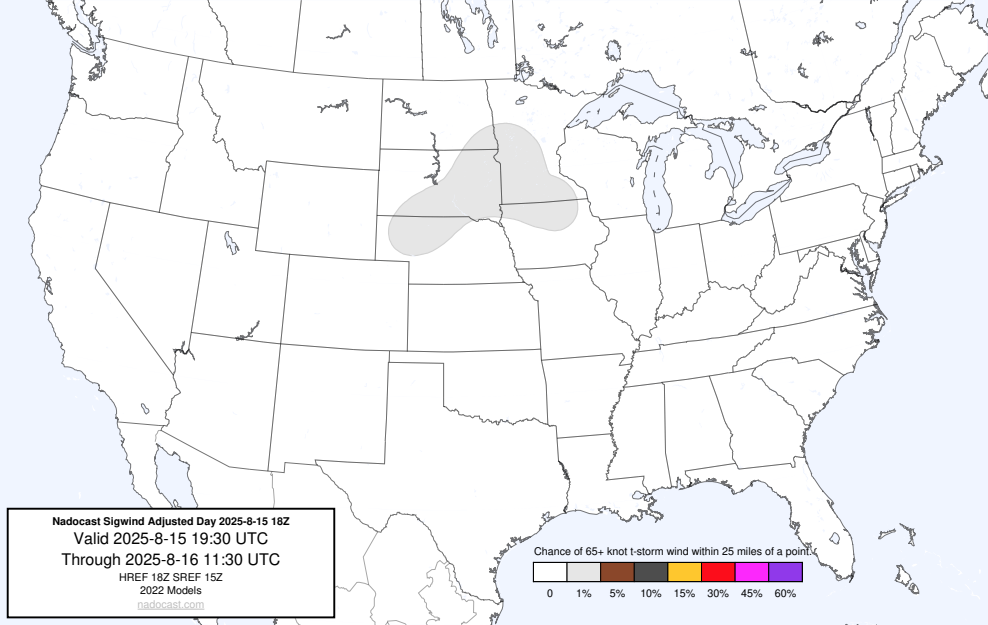 Nadocast Sigwind Adjusted Day 2025-8-15 18Z
Valid 2025-8-15 19:30 UTC
Through 2025-8-16 11:30 UTC
HREF 18Z SREF 15Z
2022 Models
nadocast.com
Chance of 65+ knot t-storm wind within 25 miles of a point.
0 1% 5% 10% 15% 30% 45% 60%